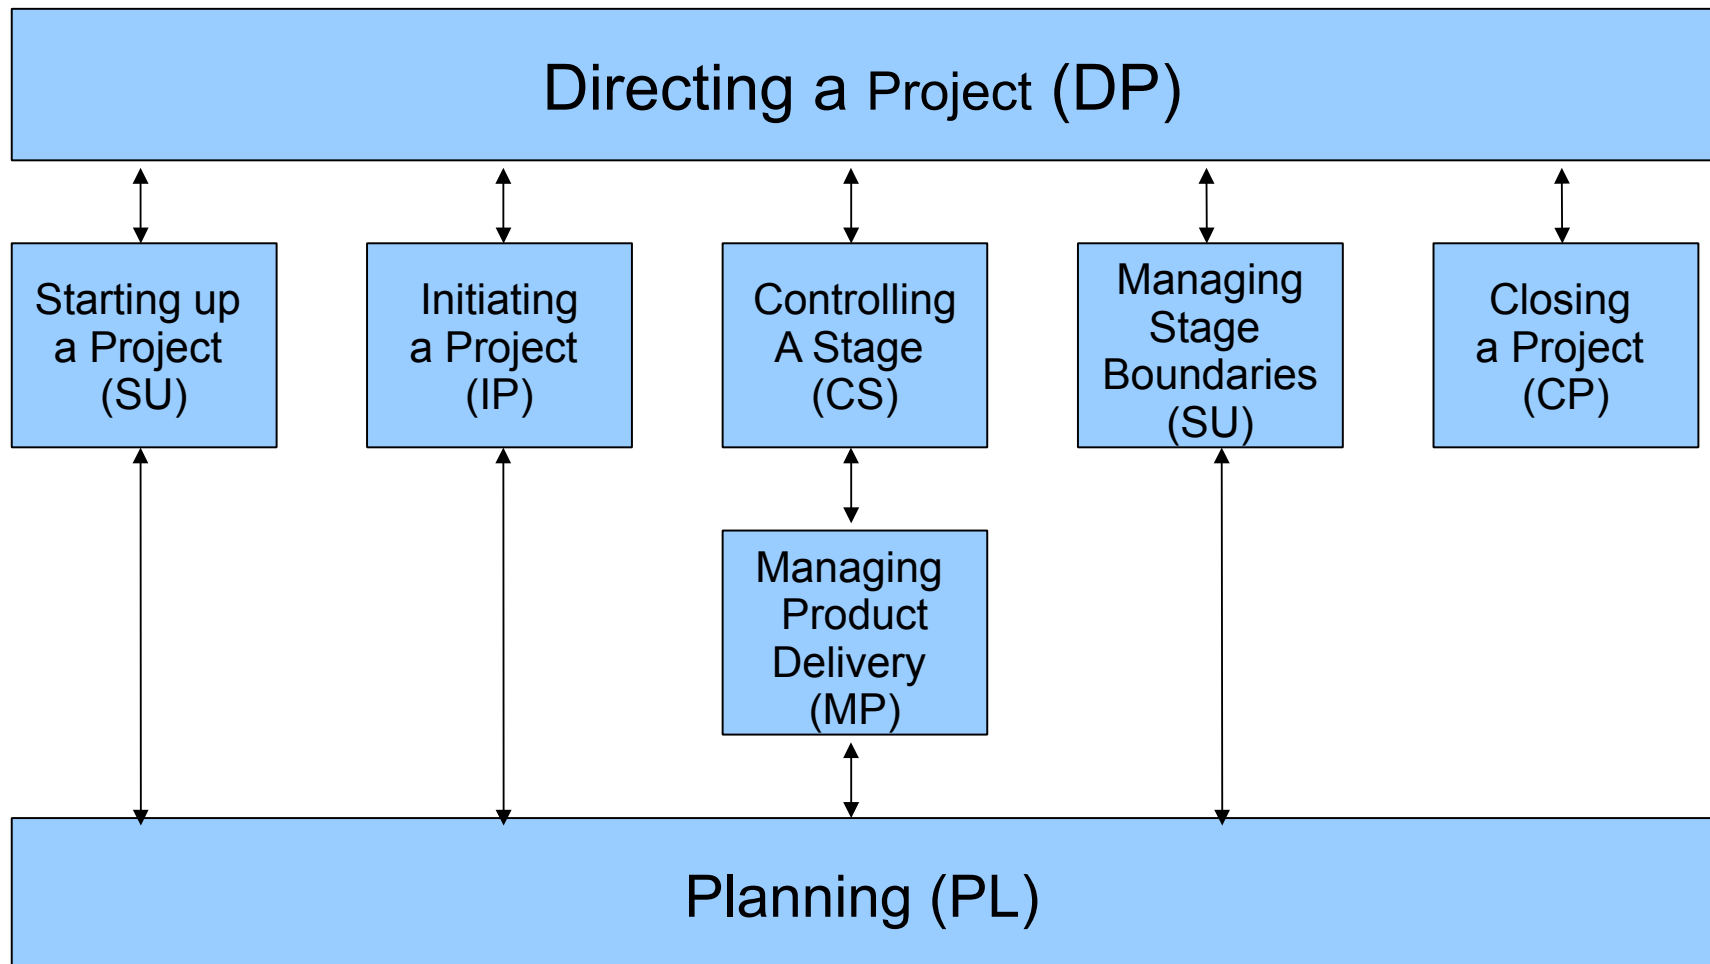 Directing a Project (DP)
Starting up
a Project
(SU)
Initiating
a Project
(IP)
Controlling
A Stage
(CS)
Managing
Stage
Boundaries
(SU)
Closing
a Project
(CP)
Managing
Product
Delivery
(MP)
Planning (PL)